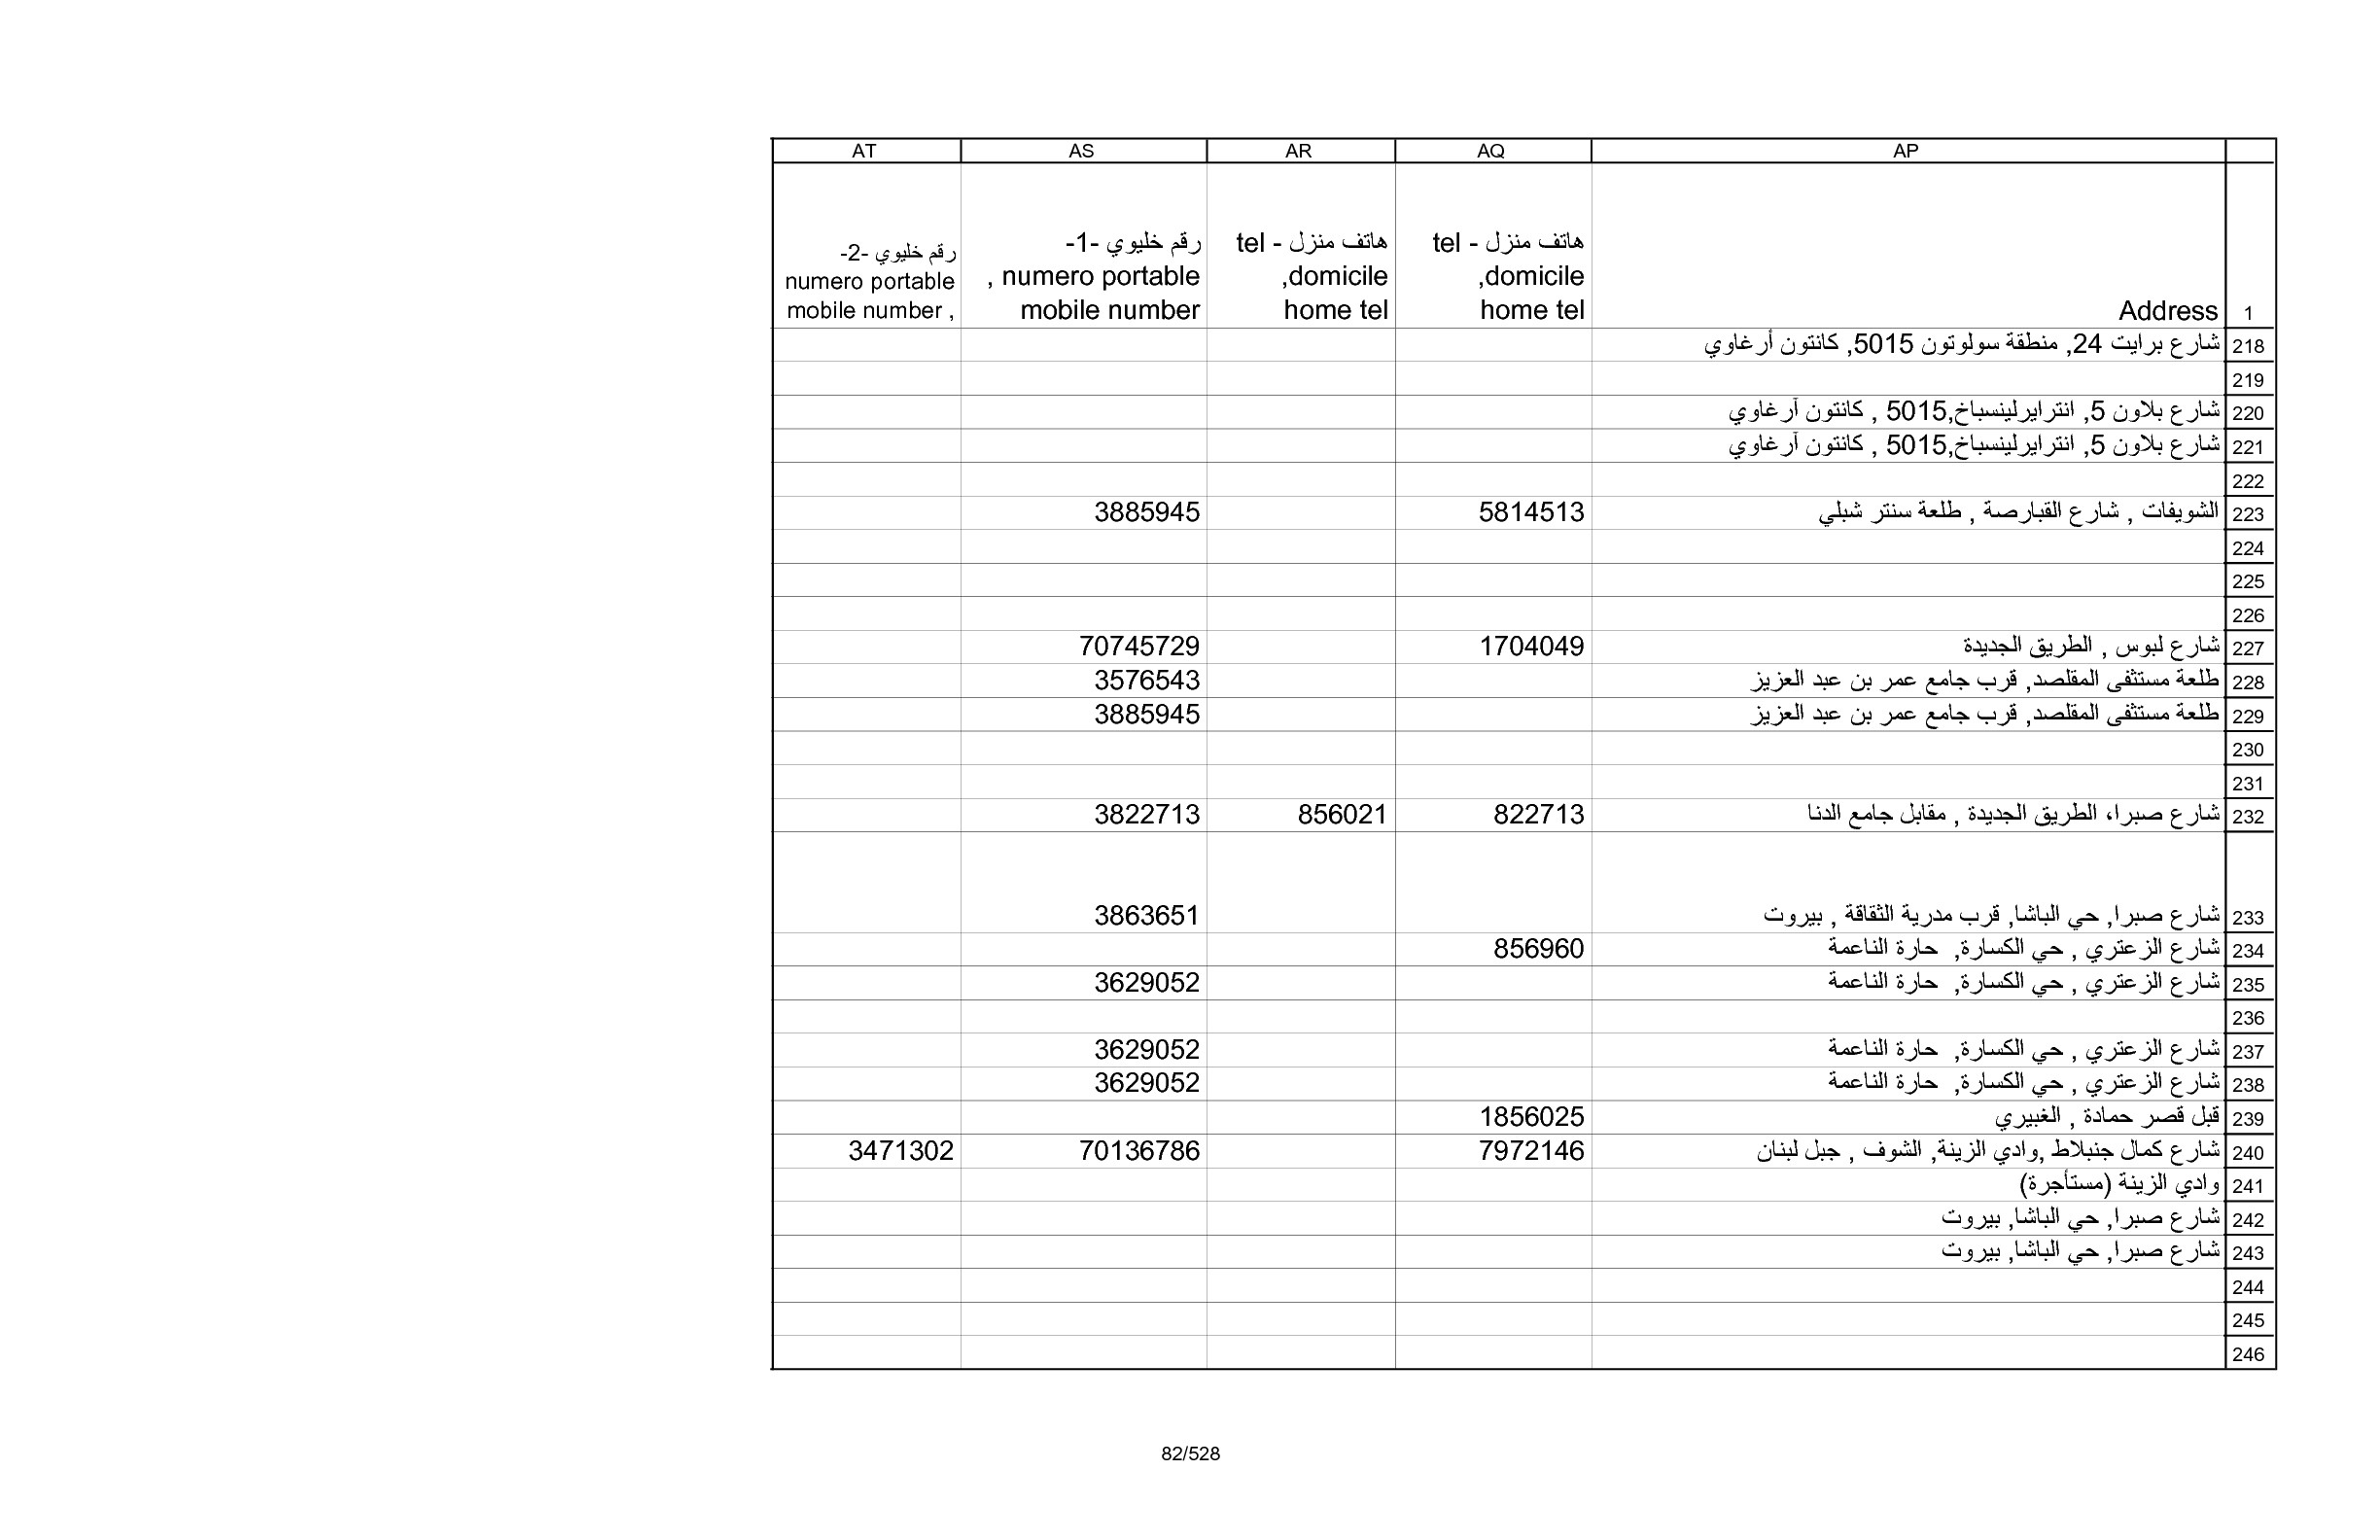 AP AQ AR AS AT
1 Address هاتف منزل - tel domicile, home tel هاتف منزل - tel domicile, home tel رقم خليوي -1- numero portable , mobile number رقم خليوي -2- numero portable mobile number ,
218 شارع برايت 24, منطقة سولوتون 5015, كانتون أرغاوي
219
220 شارع بلاون 5, انترايرلينسباخ,5015 , كانتون آرغاوي
221 شارع بلاون 5, انترايرلينسباخ,5015 , كانتون آرغاوي
222
223 الشويفات , شارع القبارصة , طلعة سنتر شبلي 5814513 3885945
224
225
226
227 شارع لبوس , الطريق الجديدة 1704049 70745729
228 طلعة مستثفى المقلصد, قرب جامع عمر بن عبد العزيز 3576543
229 طلعة مستثفى المقلصد, قرب جامع عمر بن عبد العزيز 3885945
230
231
232 شارع صبرا، الطريق الجديدة , مقابل جامع الدنا 822713 856021 3822713
233 شارع صبرا, حي الباشا, قرب مدرية الثقاقة , بيروت 3863651
234 شارع الزعتري , حي الكسارة, حارة الناعمة 856960
235 شارع الزعتري , حي الكسارة, حارة الناعمة 3629052
236
237 شارع الزعتري , حي الكسارة, حارة الناعمة 3629052
238 شارع الزعتري , حي الكسارة, حارة الناعمة 3629052
239 قبل قصر حمادة , الغبيري 1856025
240 شارع كمال جنبلاط ,وادي الزينة, الشوف , جبل لبنان 7972146 70136786 3471302
241 وادي الزينة (مستأجرة)
242 شارع صبرا, حي الباشا, بيروت
243 شارع صبرا, حي الباشا, بيروت
244
245
246
82/528